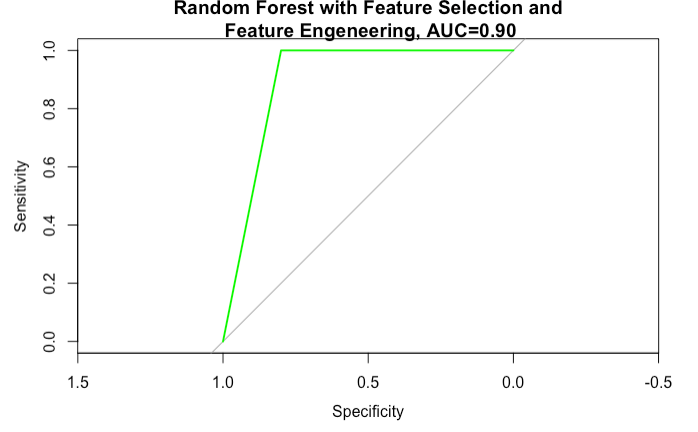 Random Forest with Feature Selection and
Feature Engeneering, AUC=0.90
Sensitivity
1.0
0.8
0.6
0.4
0.2
0.0
1.5 1.0 0.5 0.0 -0.5
Specificity